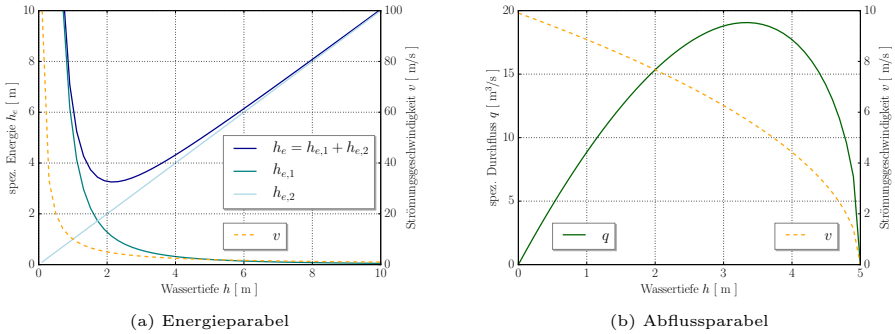 10
8
6
4
2
0
spez. Energie h_e [ m ]
100
80
60
40
20
0
Strömungsgeschwindigkeit v [ m/s ]
h_e = h_{e,1} + h_{e,2}
h_{e,1}
h_{e,2}
v
0 2 4 6 8 10
Wassertiefe h [ m ]
(a) Energieparabel
20
15
10
5
0
spez. Durchfluss q [ m³/s ]
10
8
6
4
2
0
Strömungsgeschwindigkeit v [ m/s ]
q
v
0 1 2 3 4 5
Wassertiefe h [ m ]
(b) Abflussparabel